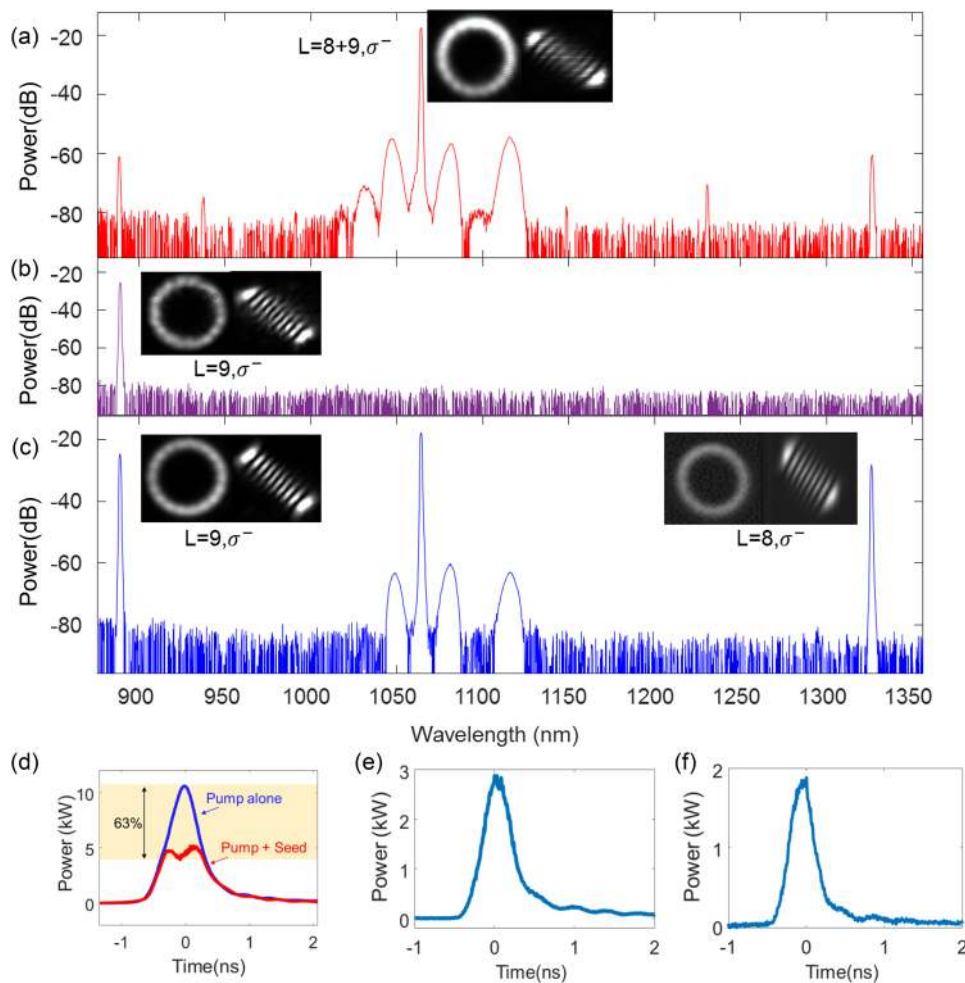 (a)
-20
-40
-60
-80
Power(dB)
L=8+9,σ⁻
(b)
-20
-40
-60
-80
Power(dB)
L=9,σ⁻
(c)
-20
-40
-60
-80
Power(dB)
L=9,σ⁻
L=8,σ⁻
900 950 1000 1050 1100 1150 1200 1250 1300 1350
Wavelength (nm)
(d)
10
5
0
Power (kW)
63%
Pump alone
Pump + Seed
-1 0 1 2
Time(ns)
(e)
3
2
1
0
Power (kW)
-1 0 1 2
Time(ns)
(f)
2
1
0
Power (kW)
-1 0 1 2
Time(ns)